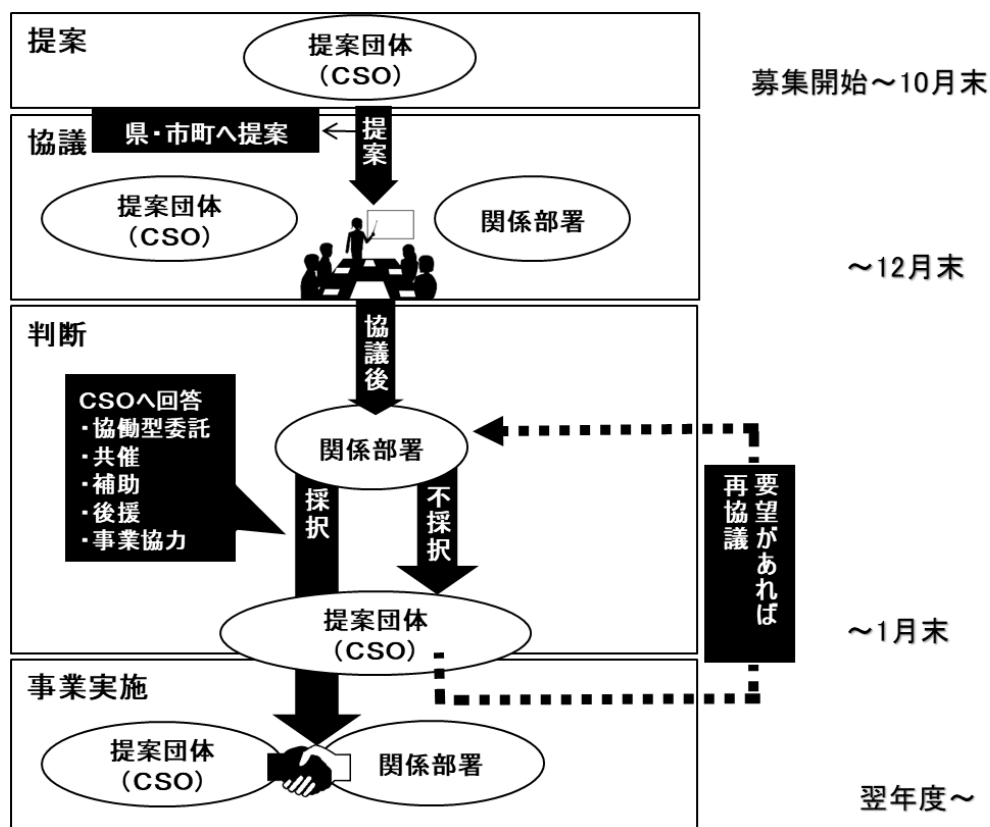 提案
提案団体
（CSO）
募集開始～10月末
県・市町へ提案
提案
協議
提案団体
（CSO）
関係部署
～12月末
協議後
判断
CSOへ回答
・協働型委託
・共催
・補助
・後援
・事業協力
関係部署
採択
不採択
要望があれば
再協議
提案団体
（CSO）
～1月末
事業実施
提案団体
（CSO）
関係部署
翌年度～